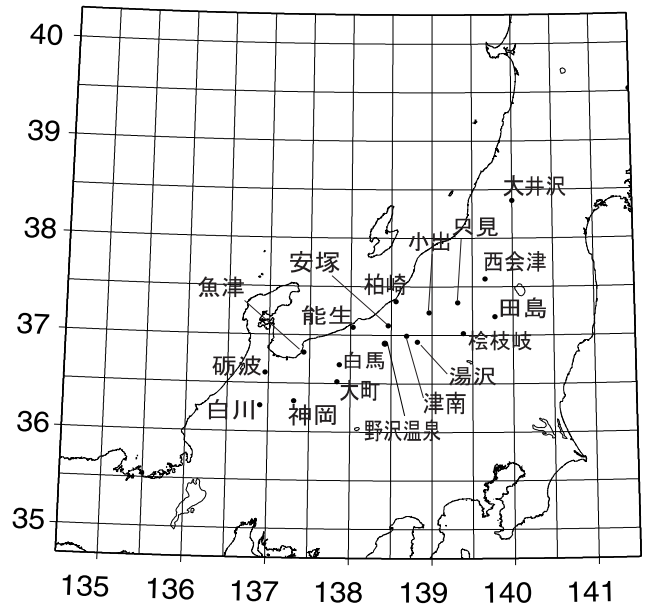 40
39
大井沢
38
只見
小出
安塚
西会津
柏崎
魚津
能生
田島
37
桧枝岐
砺波
白馬
湯沢
大町
津南
白川
神岡
36
野沢温泉
35
135
136
137
138
139
140
141